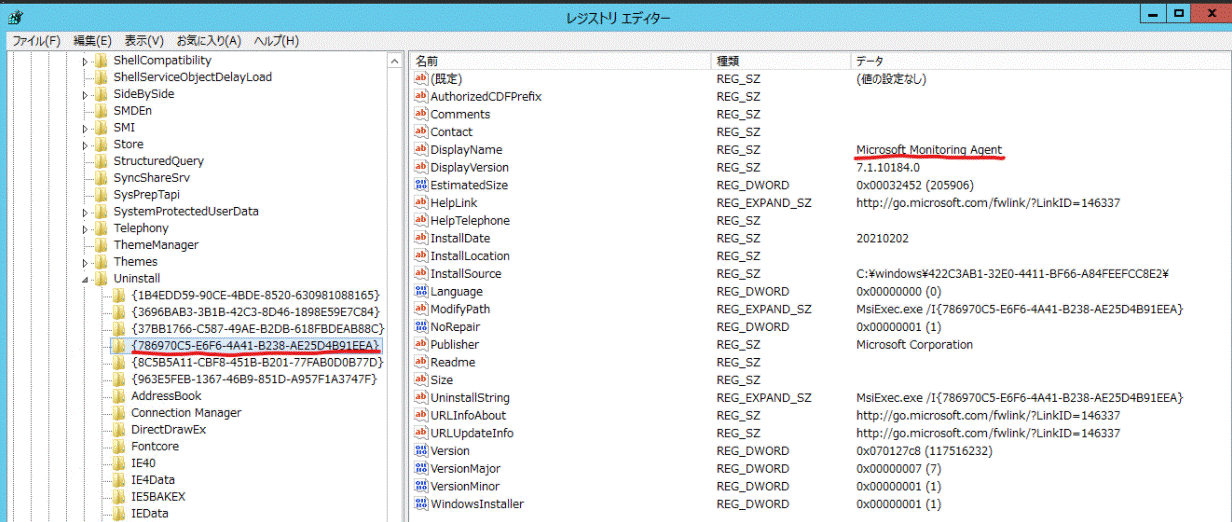 レジストリ エディター
ファイル(F) 編集(E) 表示(V) お気に入り(A) ヘルプ(H)
ShellCompatibility
ShellServiceObjectDelayLoad
SideBySide
SMDEn
SMI
Store
StructuredQuery
SyncShareSrv
SysPrepTapi
SystemProtectedUserData
Telephony
ThemeManager
Themes
Uninstall
{1B4EDD59-90CE-4BDE-8520-630981088165}
{3696BAB3-3B1B-42C3-8D46-1898E59E7C84}
{37BB1766-C587-49AE-B2DB-618FBDEAB88C}
{786970C5-E6F6-4A41-B238-AE25D4B91EEA}
{8C5B5A11-CBF8-451B-B201-77FAB0D0B77D}
{963E5FEB-1367-46B9-851D-A957F1A3747F}
AddressBook
Connection Manager
DirectDrawEx
Fontcore
IE40
IE4Data
IE5BAKEX
IEData
名前 種類 データ
(既定) REG_SZ (値の設定なし)
AuthorizedCDFPrefix REG_SZ
Comments REG_SZ
Contact REG_SZ
DisplayName REG_SZ Microsoft Monitoring Agent
DisplayVersion REG_SZ 7.1.10184.0
EstimatedSize REG_DWORD 0x00032452 (205906)
HelpLink REG_EXPAND_SZ http://go.microsoft.com/fwlink/?LinkID=146337
HelpTelephone REG_SZ
InstallDate REG_SZ 20210202
InstallLocation REG_SZ
InstallSource REG_SZ C:¥windows¥422C3AB1-32E0-4411-BF66-A84FEEFCC8E2¥
Language REG_DWORD 0x00000000 (0)
ModifyPath REG_EXPAND_SZ MsiExec.exe /I{786970C5-E6F6-4A41-B238-AE25D4B91EEA}
NoRepair REG_DWORD 0x00000001 (1)
Publisher REG_SZ Microsoft Corporation
Readme REG_SZ
Size REG_SZ
UninstallString REG_EXPAND_SZ MsiExec.exe /I{786970C5-E6F6-4A41-B238-AE25D4B91EEA}
URLInfoAbout REG_SZ http://go.microsoft.com/fwlink/?LinkID=146337
URLUpdateInfo REG_SZ http://go.microsoft.com/fwlink/?LinkID=146337
Version REG_DWORD 0x070127c8 (117516232)
VersionMajor REG_DWORD 0x00000007 (7)
VersionMinor REG_DWORD 0x00000001 (1)
WindowsInstaller REG_DWORD 0x00000001 (1)